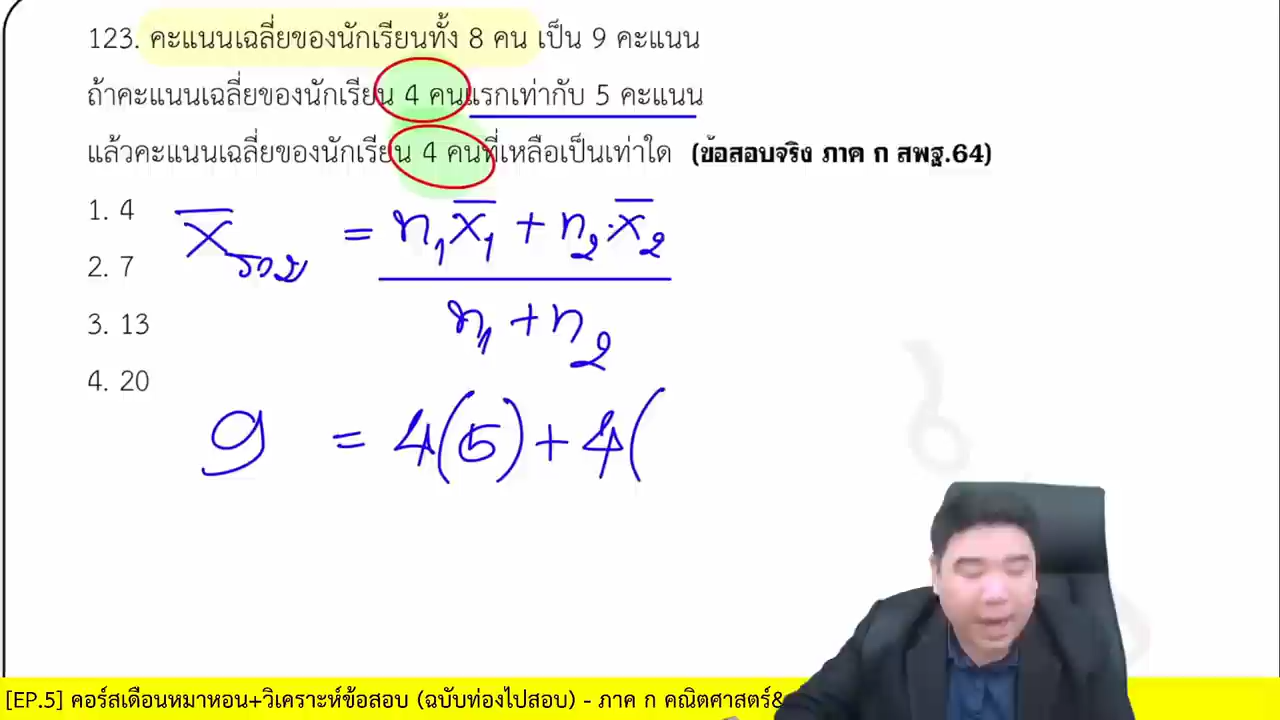 123. คะแนนเฉลี่ยของนักเรียนทั้ง 8 คน เป็น 9 คะแนน
ถ้าคะแนนเฉลี่ยของนักเรียน 4 คนแรกเท่ากับ 5 คะแนน
แล้วคะแนนเฉลี่ยของนักเรียน 4 คนที่เหลือเป็นเท่าใด (ข้อสอบจริง ภาค ก สพฐ.64)
1. 4
2. 7
3. 13
4. 20
x̄รวม = n₁x̄₁ + n₂·x̄₂
n₁ + n₂
9 = 4(5) + 4(
[EP.5] คอร์สเดือนหมาหอน+วิเคราะห์ข้อสอบ (ฉบับท่องไปสอบ) - ภาค ก คณิตศาสตร์&